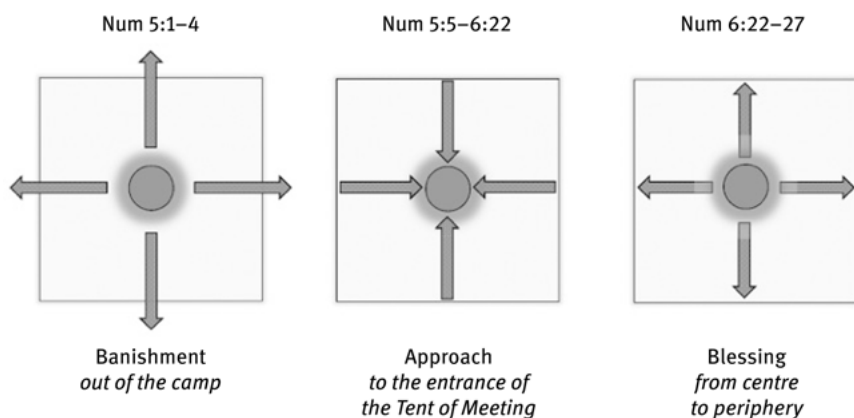 Num 5:1–4
Banishment
out of the camp
Num 5:5–6:22
Approach
to the entrance of
the Tent of Meeting
Num 6:22–27
Blessing
from centre
to periphery